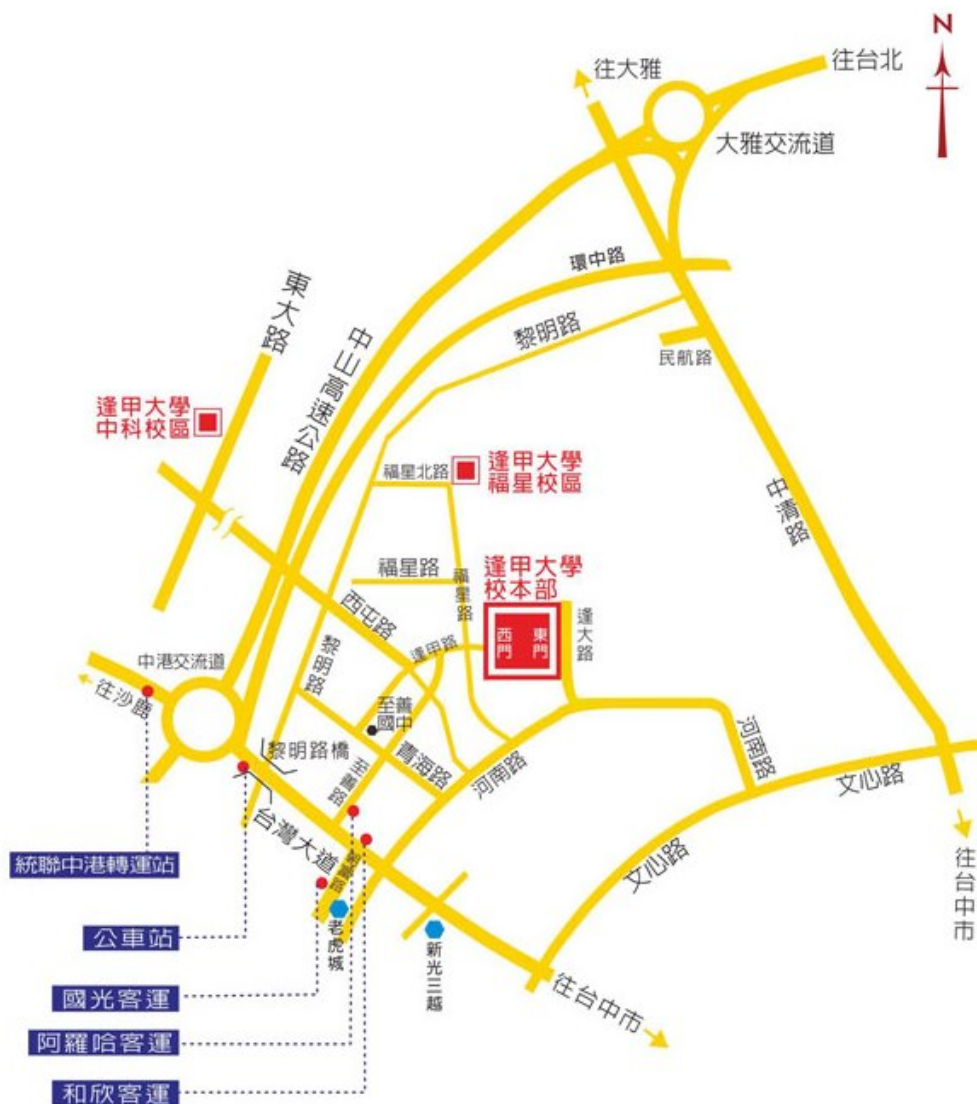 N
往大雅
往台北
大雅交流道
環中路
東大路
黎明路
民航路
中山高速公路
逢甲大學
中科校區
福星北路
逢甲大學
福星校區
中清路
福星路
逢甲大學
校本部
福星路
西屯路
西門
東門
逢大路
黎明路
逢甲路
中港交流道
往沙鹿
至善
國中
黎明路橋
青海路
河南路
河南路
至善路
文心路
台灣大道
文心路
往台中市
統聯中港轉運站
公車站
老虎城
新光三越
國光客運
往台中市
阿羅哈客運
和欣客運